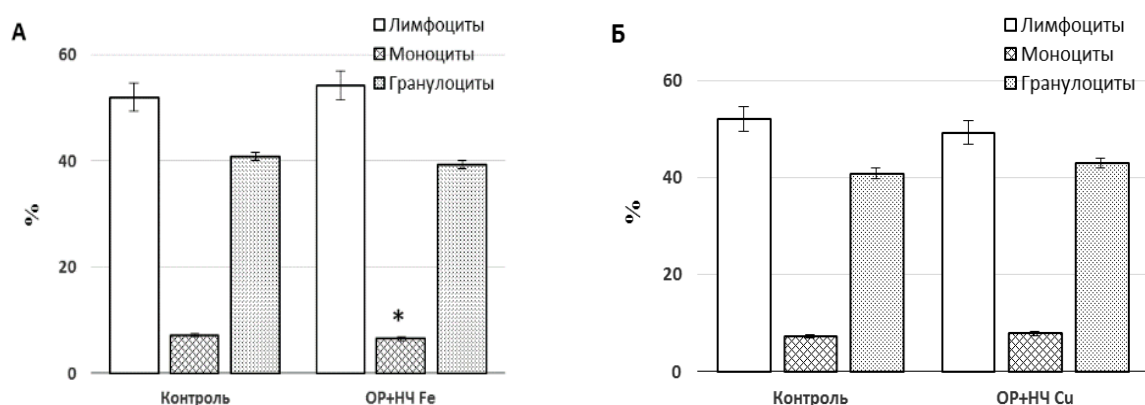 А
Лимфоциты
Моноциты
Гранулоциты
60
40
20
0
%
*
Контроль
ОР+НЧ Fe
Б
Лимфоциты
Моноциты
Гранулоциты
60
40
20
0
%
Контроль
ОР+НЧ Cu